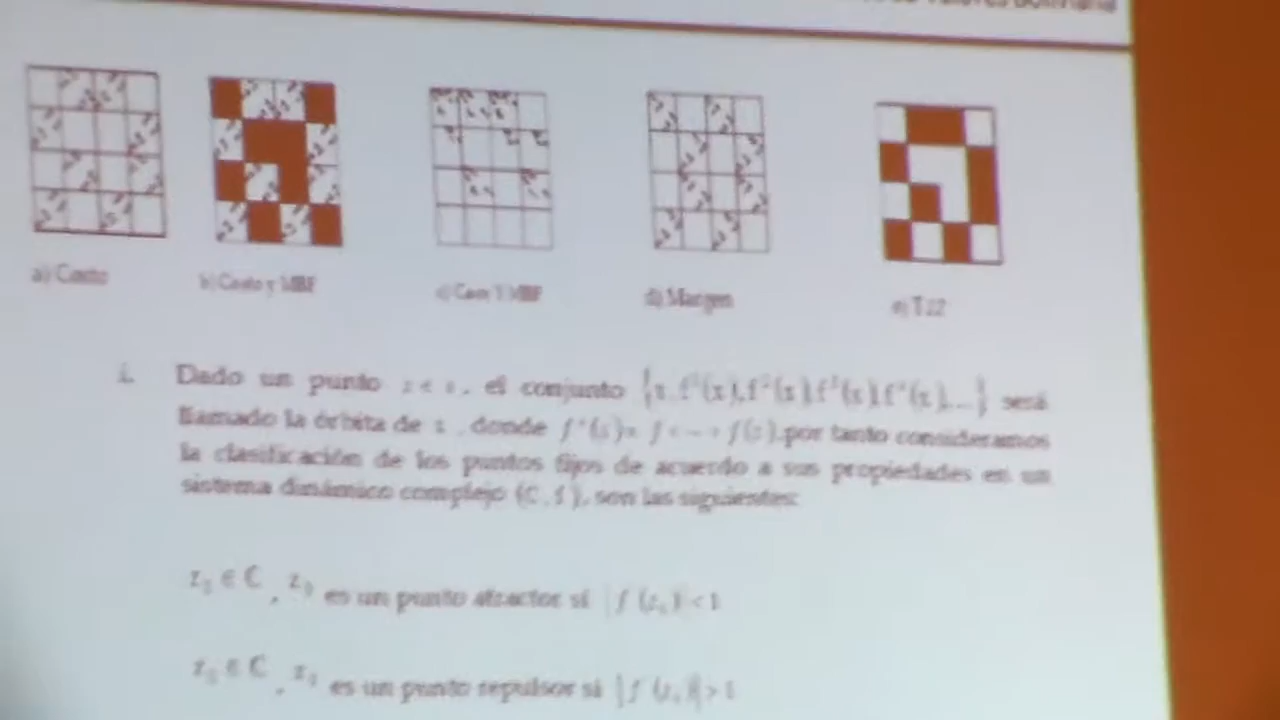 a) Costo
b) Costo y MBF
d) Margen
e) T22
i. Dado un punto z < s , el conjunto {x, f¹(x), f²(x), f³(x), f⁴(x), ...} será
llamado la órbita de z , donde por tanto consideramos
la clasificación de los puntos fijos de acuerdo a sus propiedades en un
sistema dinámico complejo (C , f ), son las siguientes:
z₀ ∈ C , z₀ es un punto atractor si | f (z₀)| < 1
z₀ ∈ C , z₀ es un punto repulsor si | f (z₀)| > 1